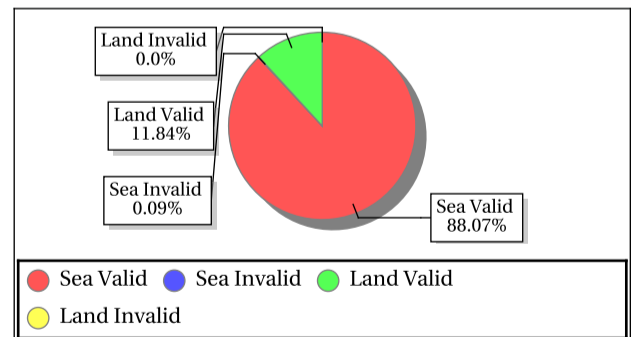 Land Invalid
0.0%
Land Valid
11.84%
Sea Invalid
0.09%
Sea Valid
88.07%
Sea Valid Sea Invalid Land Valid
Land Invalid